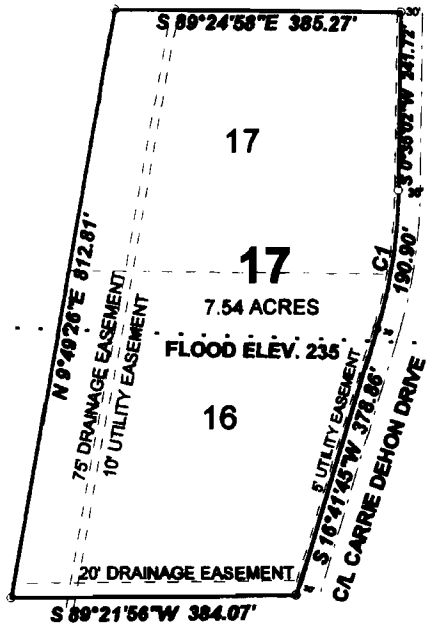 S 89°24'58"E 385.27'
30'
S 0°36'02"W 241.72'
17
C1
190.90'
17
7.54 ACRES
N 9°49'26"E 812.81'
FLOOD ELEV. 235
75' DRAINAGE EASEMENT
10' UTILITY EASEMENT
16
5' UTILITY EASEMENT
S 16°41'45"W 378.86'
C/L CARRIE DEHON DRIVE
20' DRAINAGE EASEMENT
S 89°21'56"W 384.07'